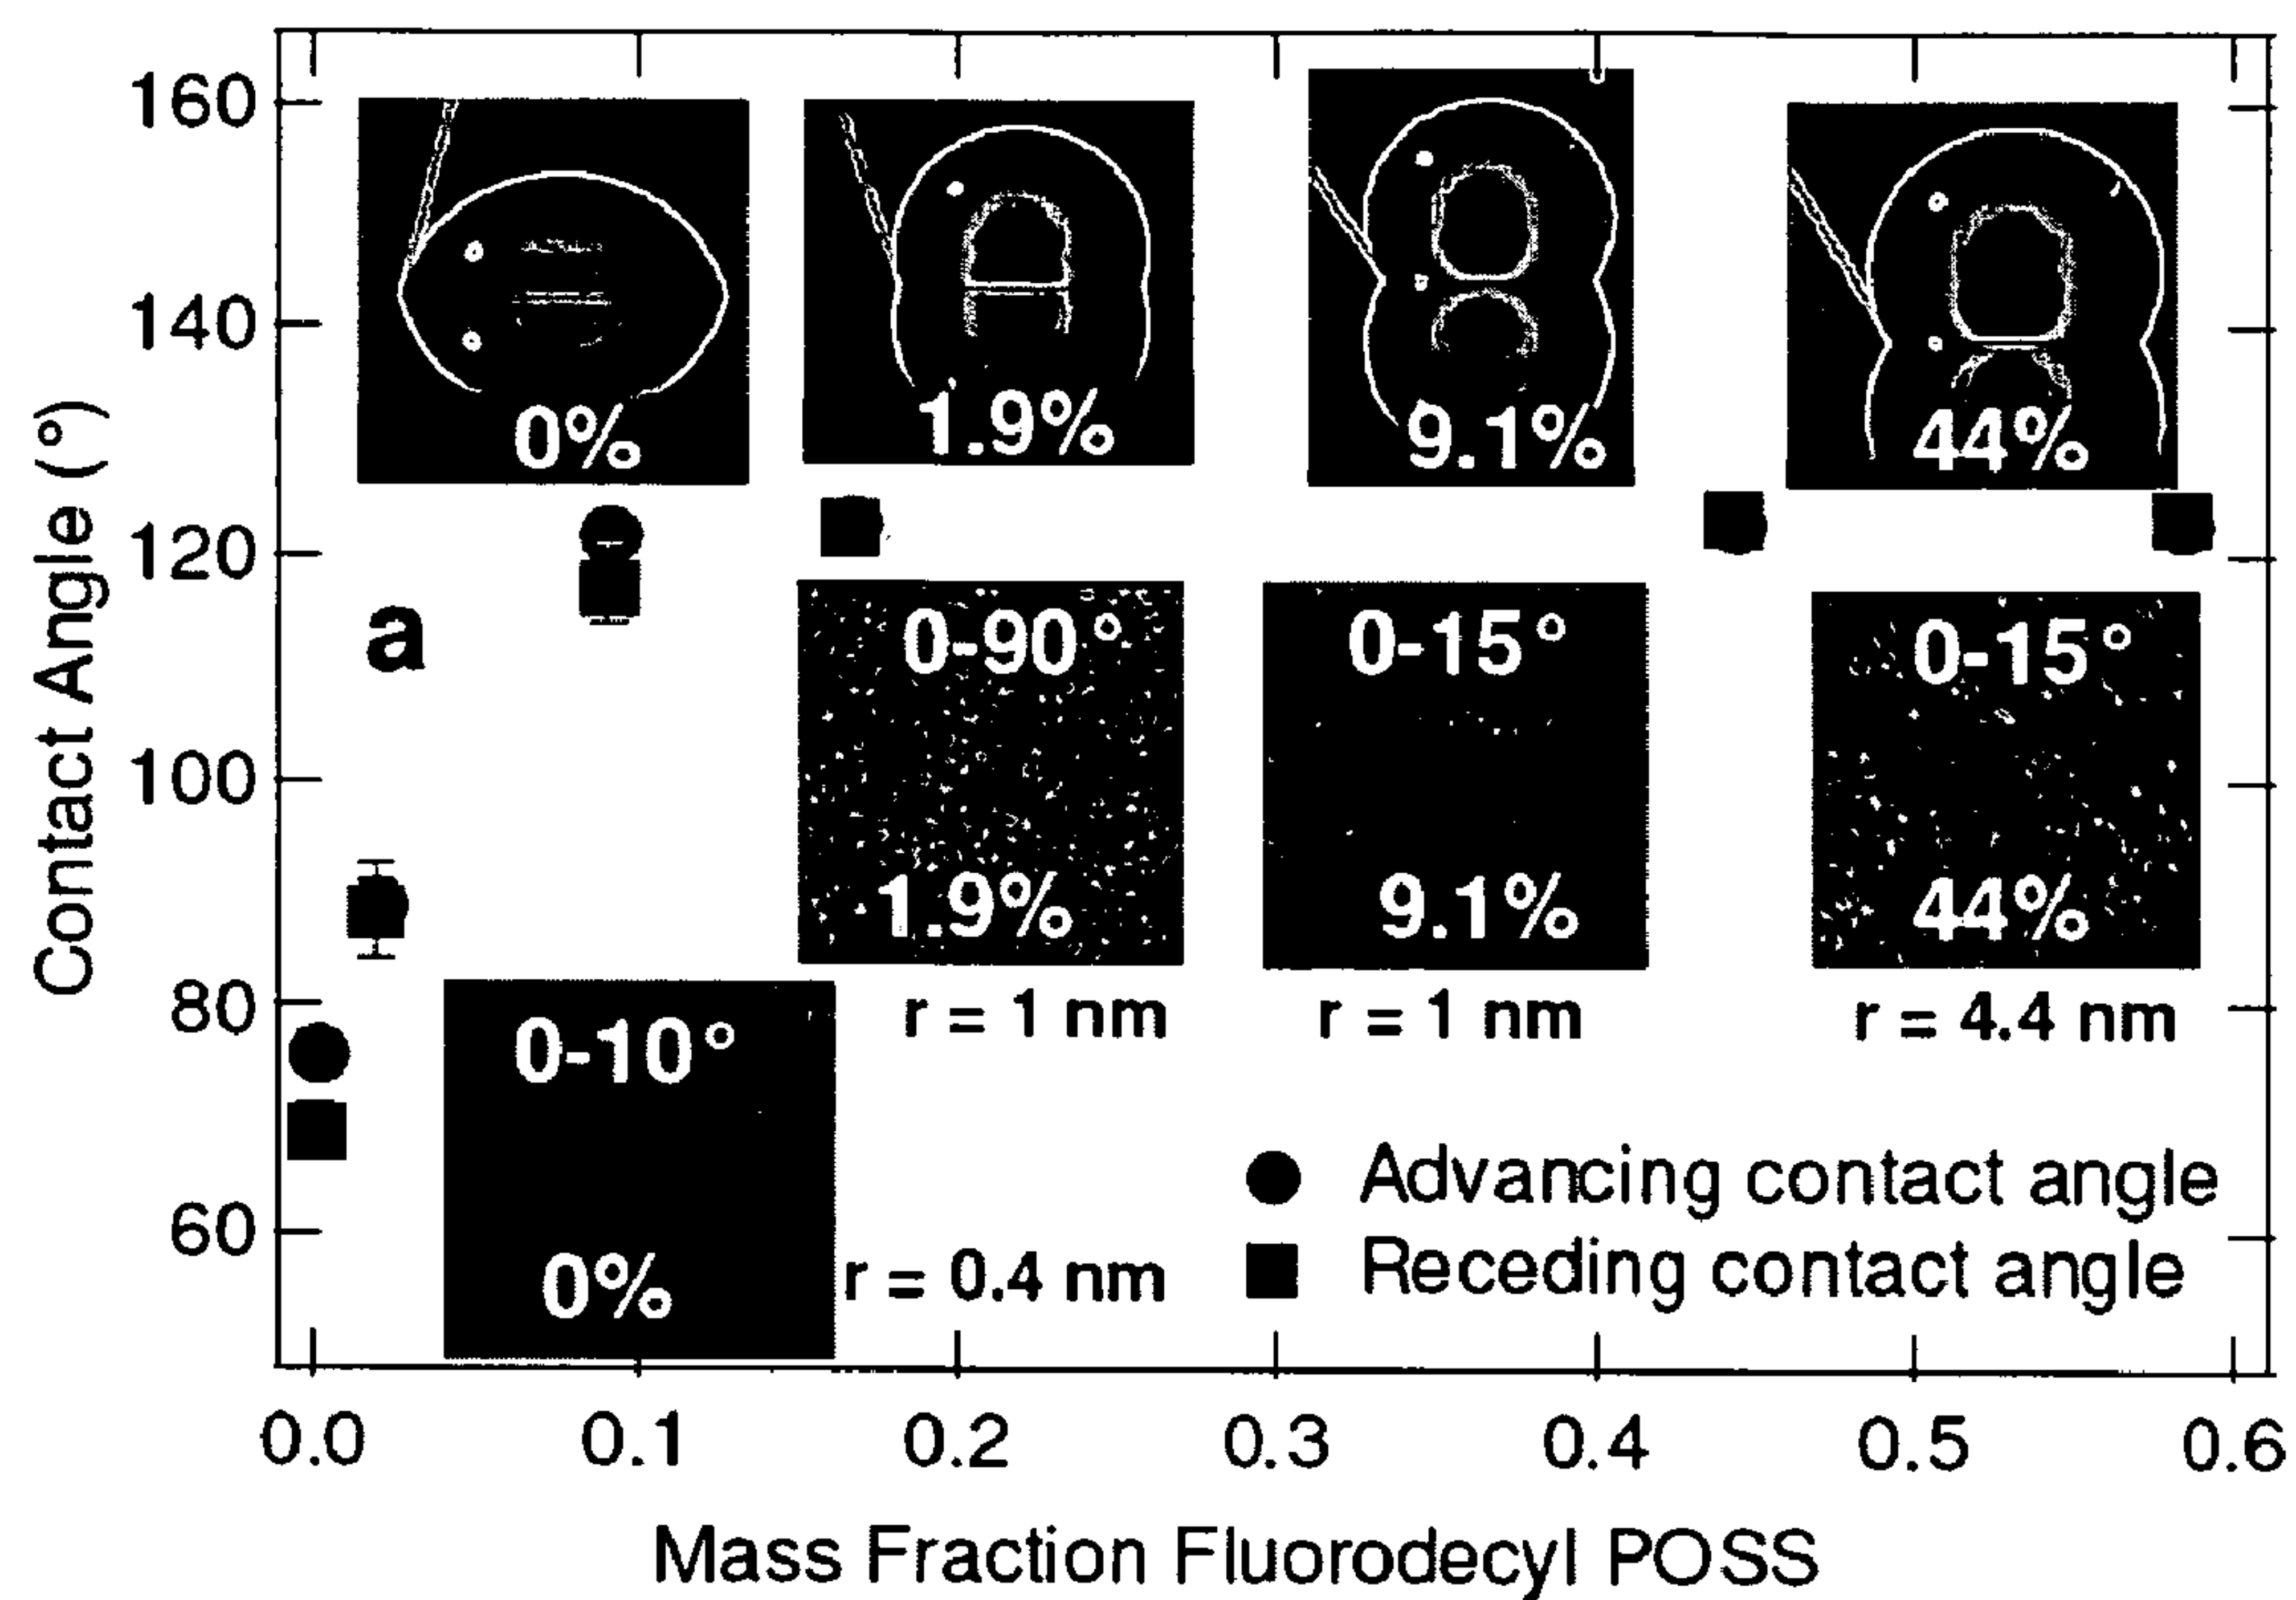 160
140
120
100
80
60
Contact Angle (°)
0%
1.9%
9.1%
44%
a
0-90°
1.9%
r = 1 nm
0-15°
9.1%
r = 1 nm
0-15°
44%
r = 4.4 nm
0-10°
0%
r = 0.4 nm
Advancing contact angle
Receding contact angle
0.0 0.1 0.2 0.3 0.4 0.5 0.6
Mass Fraction Fluorodecyl POSS